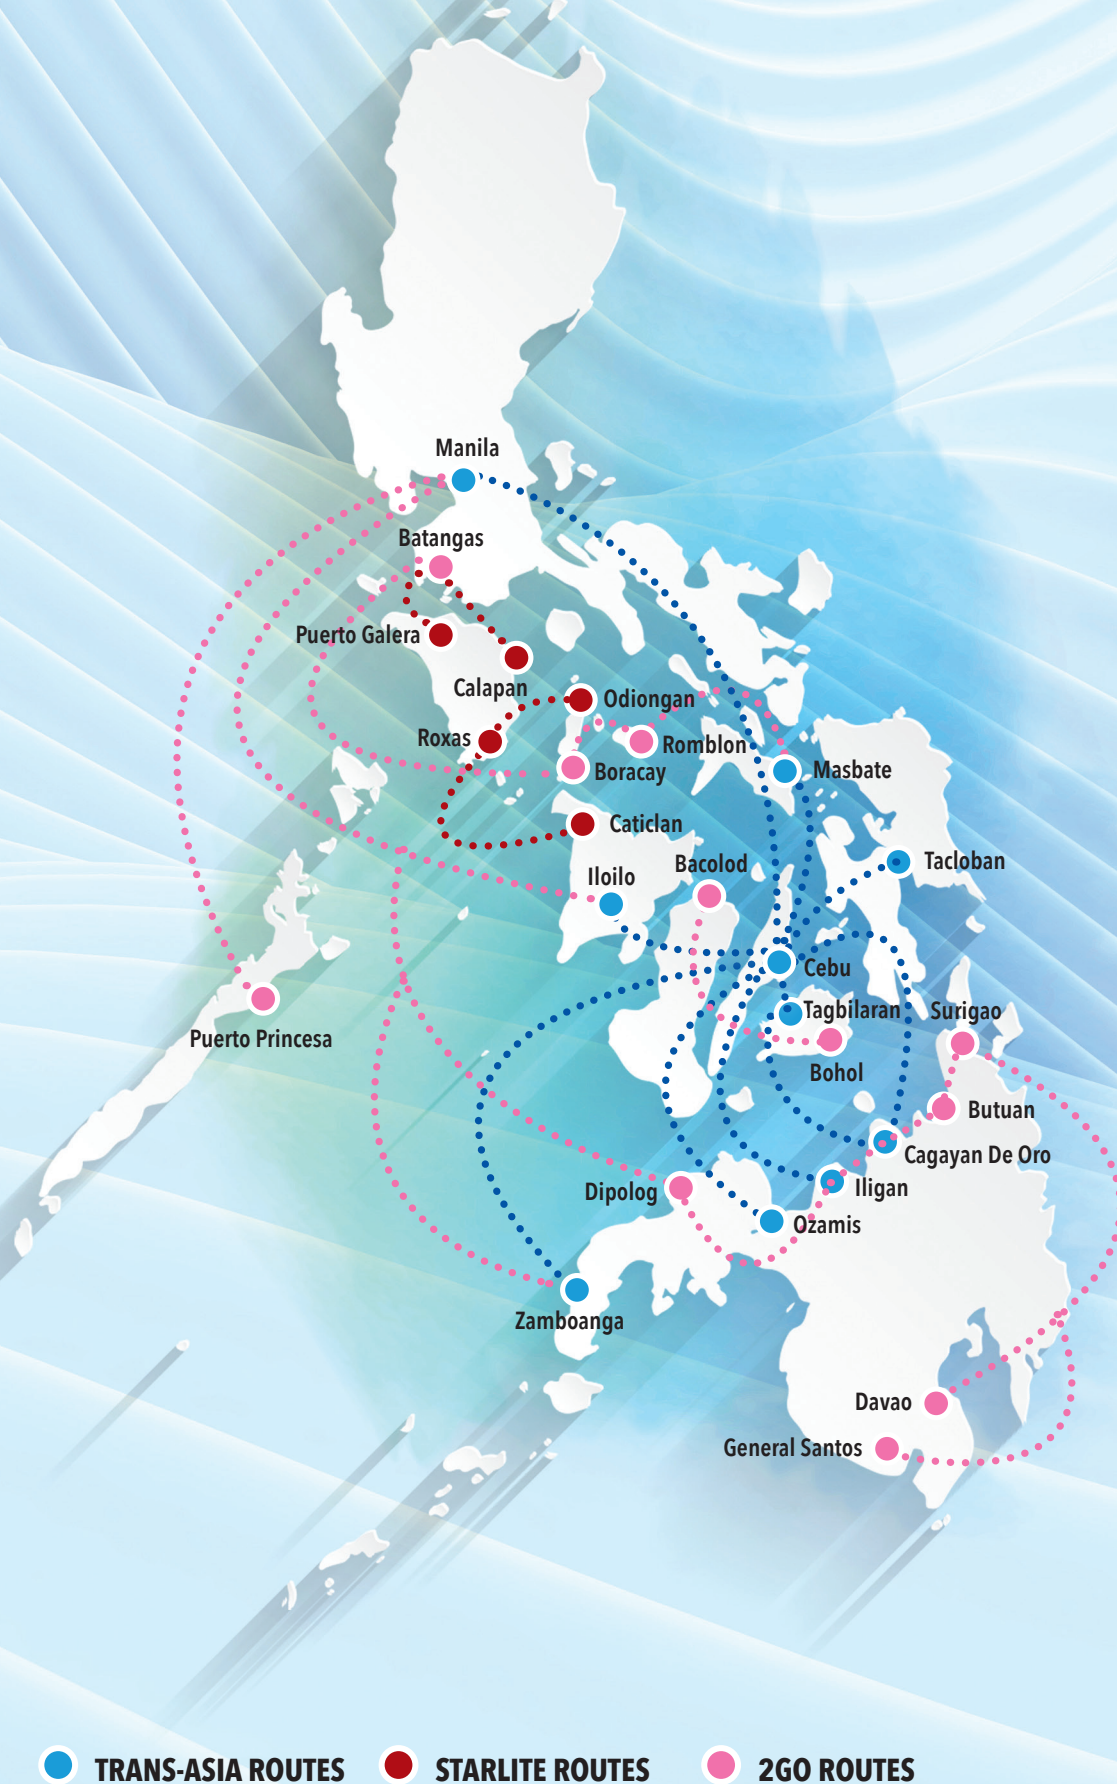 Manila
Batangas
Puerto Galera
Calapan
Odiongan
Roxas
Romblon
Boracay
Masbate
Caticlan
Bacolod
Tacloban
Iloilo
Cebu
Tagbilaran
Surigao
Puerto Princesa
Bohol
Butuan
Cagayan De Oro
Dipolog
Iligan
Ozamis
Zamboanga
Davao
General Santos
TRANS-ASIA ROUTES
STARLITE ROUTES
2GO ROUTES